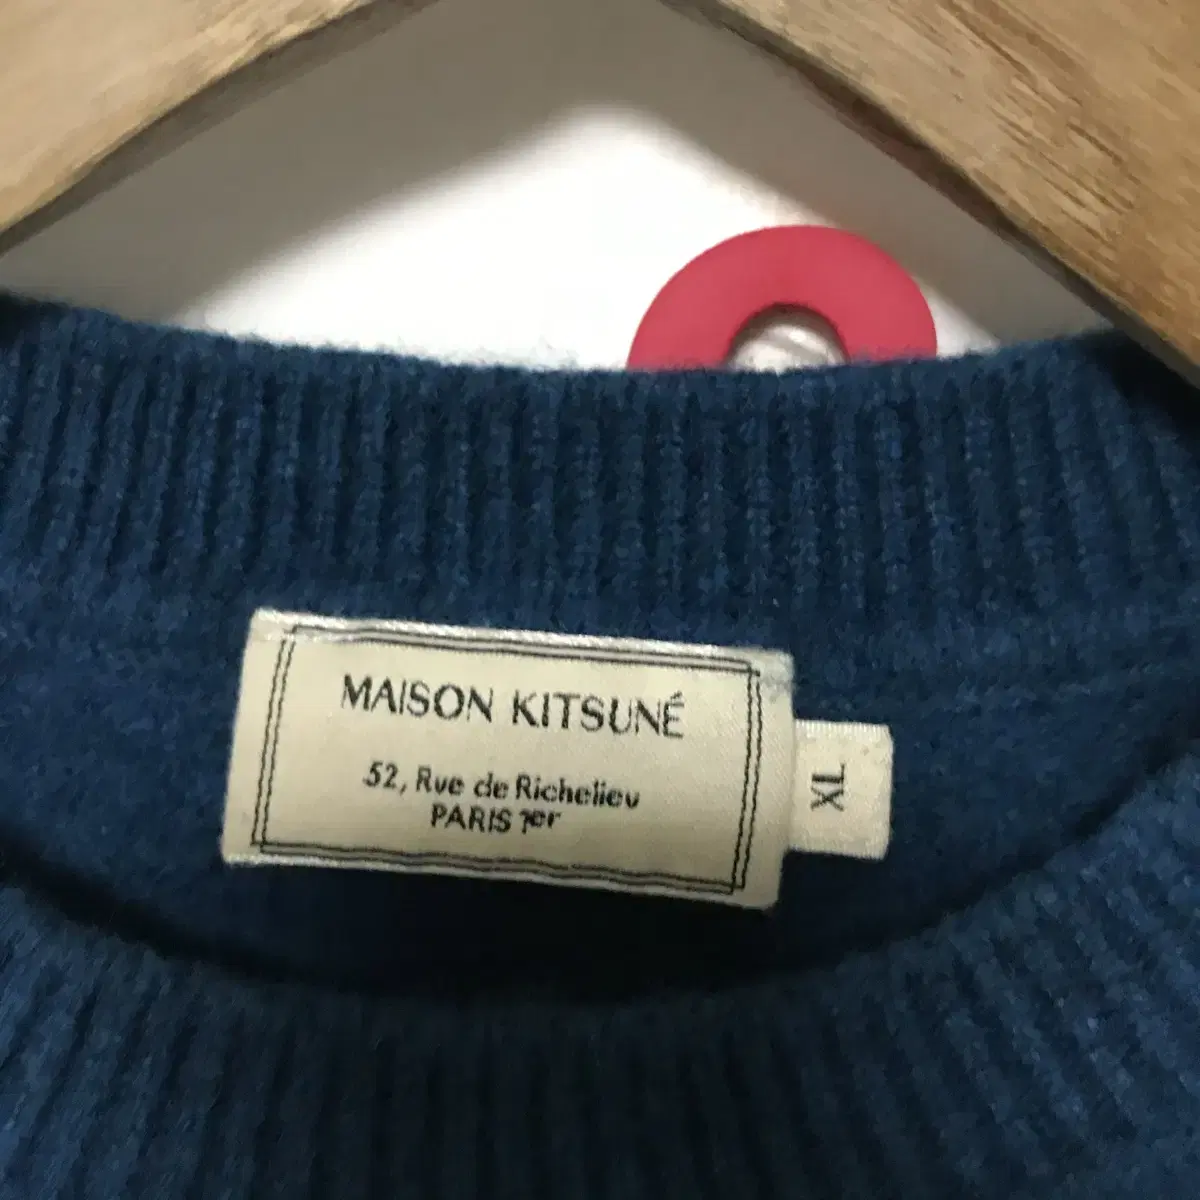 MAISON KITSUNÉ
52, Rue de Richelieu
PARIS 1er
XL